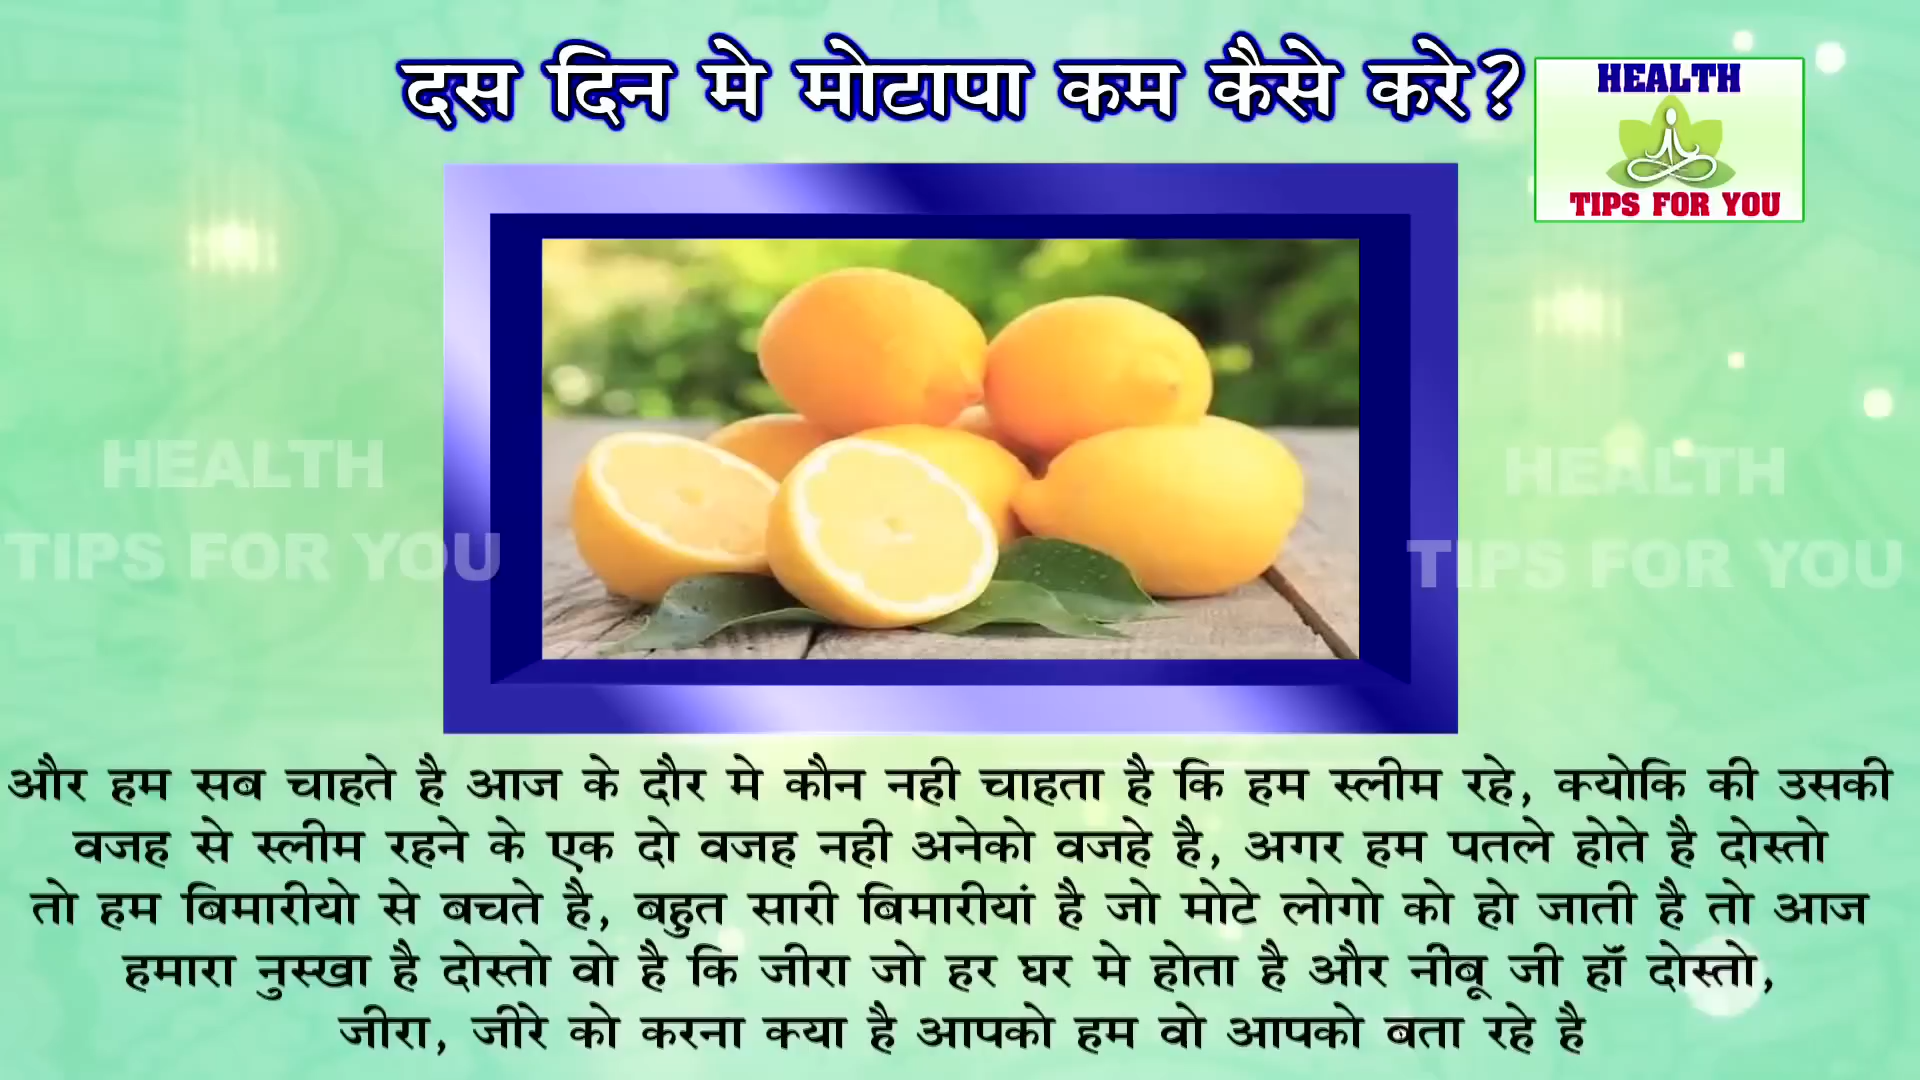 दस दिन मे मोटापा कम कैसे करे?
HEALTH
TIPS FOR YOU
HEALTH
TIPS FOR YOU
HEALTH
TIPS FOR YOU
और हम सब चाहते है आज के दौर मे कौन नही चाहता है कि हम स्लीम रहे, क्योकि की उसकी
वजह से स्लीम रहने के एक दो वजह नही अनेको वजहे है, अगर हम पतले होते है दोस्तो
तो हम बिमारीयो से बचते है, बहुत सारी बिमारीयां है जो मोटे लोगो को हो जाती है तो आज
हमारा नुस्खा है दोस्तो वो है कि जीरा जो हर घर मे होता है और नीबू जी हॉ दोस्तो,
जीरा, जीरे को करना क्या है आपको हम वो आपको बता रहे है